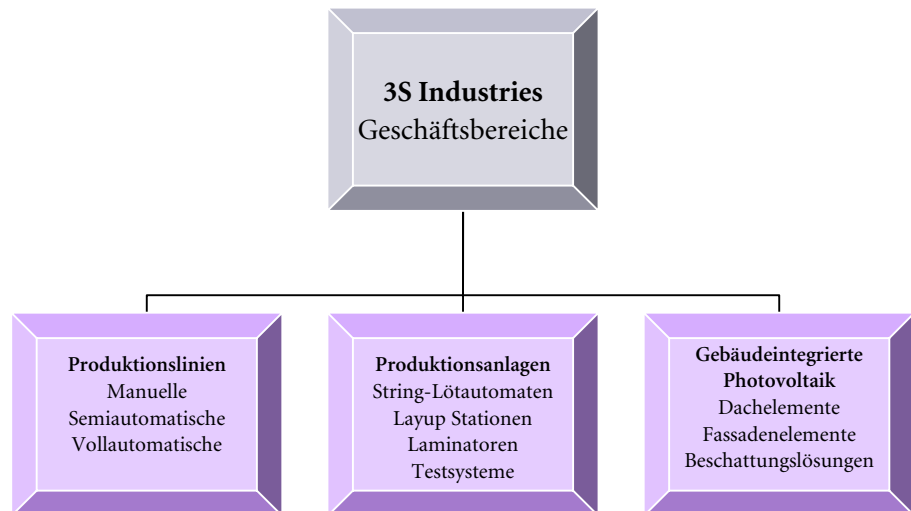 3S Industries
Geschäftsbereiche
Produktionslinien
Manuelle
Semiautomatische
Vollautomatische
Produktionsanlagen
String-Lötautomaten
Layup Stationen
Laminatoren
Testsysteme
Gebäudeintegrierte
Photovoltaik
Dachelemente
Fassadenelemente
Beschattungslösungen